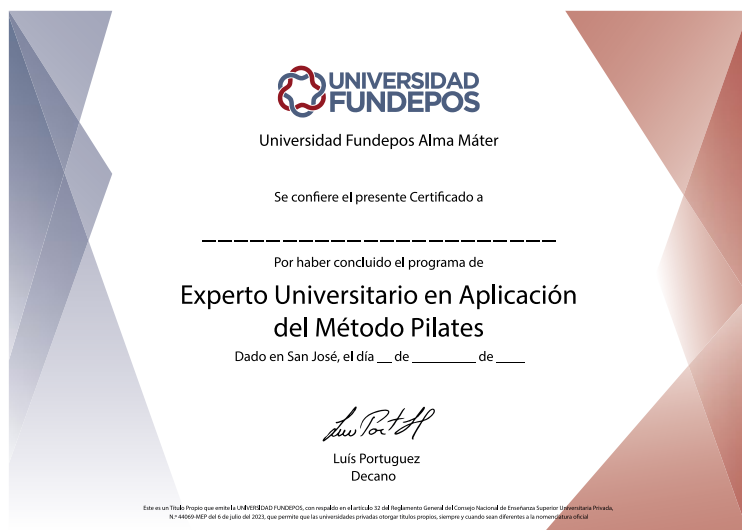 UNIVERSIDAD
FUNDEPOS
Universidad Fundepos Alma Máter
Se confiere el presente Certificado a
______________________
Por haber concluido el programa de
Experto Universitario en Aplicación
del Método Pilates
Dado en San José, el día __ de ________ de ____
Luís Portuguez
Decano
Este es un Título Propio que emite la UNIVERSIDAD FUNDEPOS, con respaldo en el artículo 32 del Reglamento General del Consejo Nacional de Enseñanza Superior Universitaria Privada,
N.º 44069-MEP del 6 de julio del 2023, que permite que las universidades privadas otorgar títulos propios, siempre y cuando sean diferentes a la nomenclatura oficial